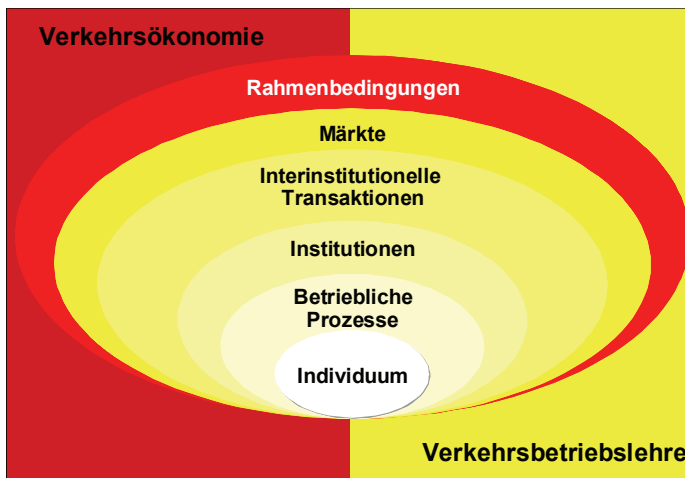 Verkehrsökonomie
Rahmenbedingungen
Märkte
Interinstitutionelle
Transaktionen
Institutionen
Betriebliche
Prozesse
Individuum
Verkehrsbetriebslehre